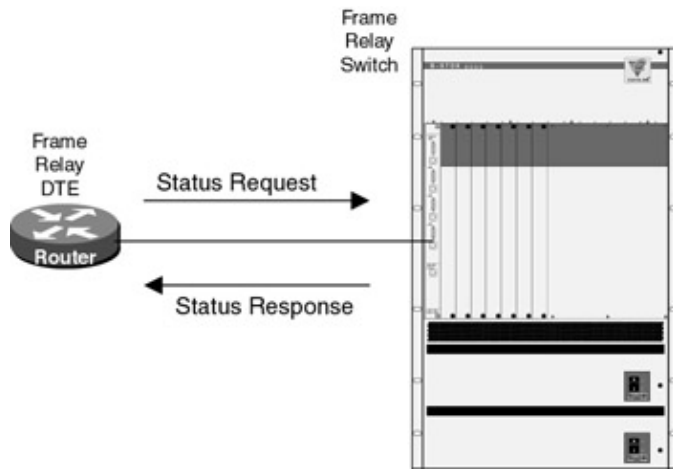 Frame
Relay
Switch
Frame
Relay
DTE
Status Request
Router
Status Response